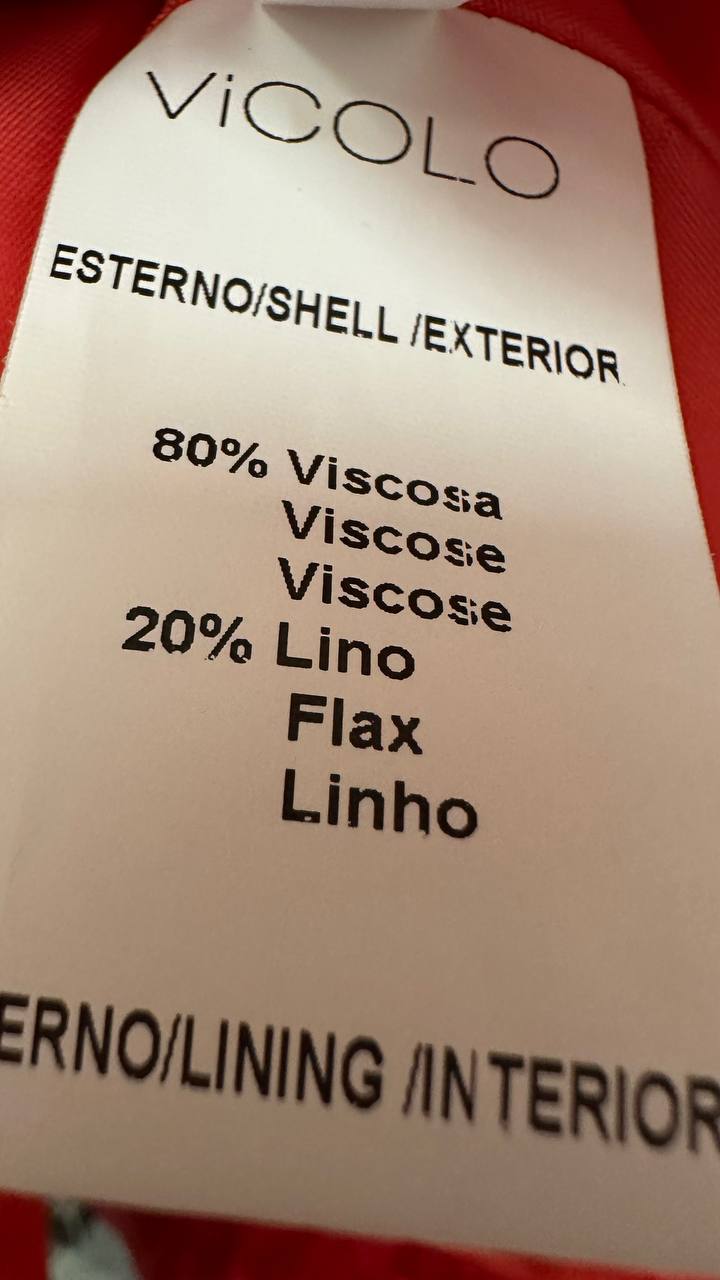 ViCOLO
ESTERNO/SHELL /EXTERIOR
80% Viscosa
Viscose
Viscose
20% Lino
Flax
Linho
ERNO/LINING /INTERIOR